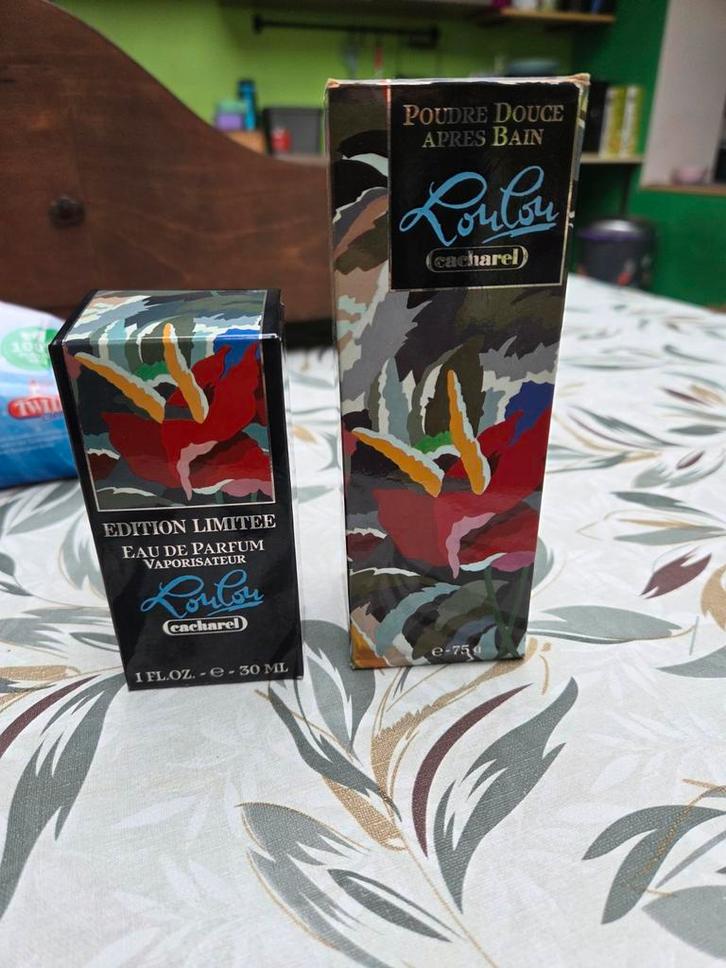 POUDRE DOUCE
APRES BAIN
Loulou
cacharel
e - 75 g
EDITION LIMITEE
EAU DE PARFUM
VAPORISATEUR
Loulou
cacharel
1 FL.OZ. - e - 30 ML